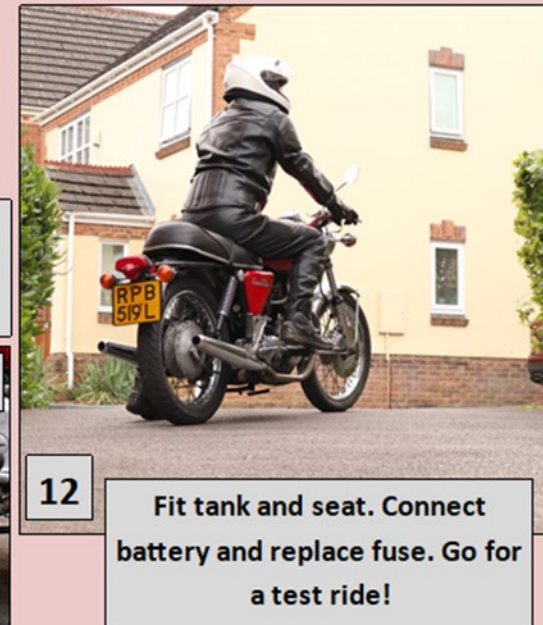 RPB
519L
12
Fit tank and seat. Connect
battery and replace fuse. Go for
a test ride!